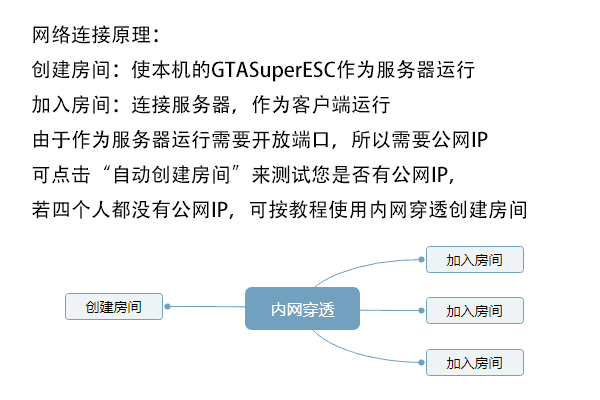 网络连接原理：
创建房间：使本机的GTASuperESC作为服务器运行
加入房间：连接服务器，作为客户端运行
由于作为服务器运行需要开放端口，所以需要公网IP
可点击“自动创建房间”来测试您是否有公网IP，
若四个人都没有公网IP，可按教程使用内网穿透创建房间
创建房间
内网穿透
加入房间
加入房间
加入房间